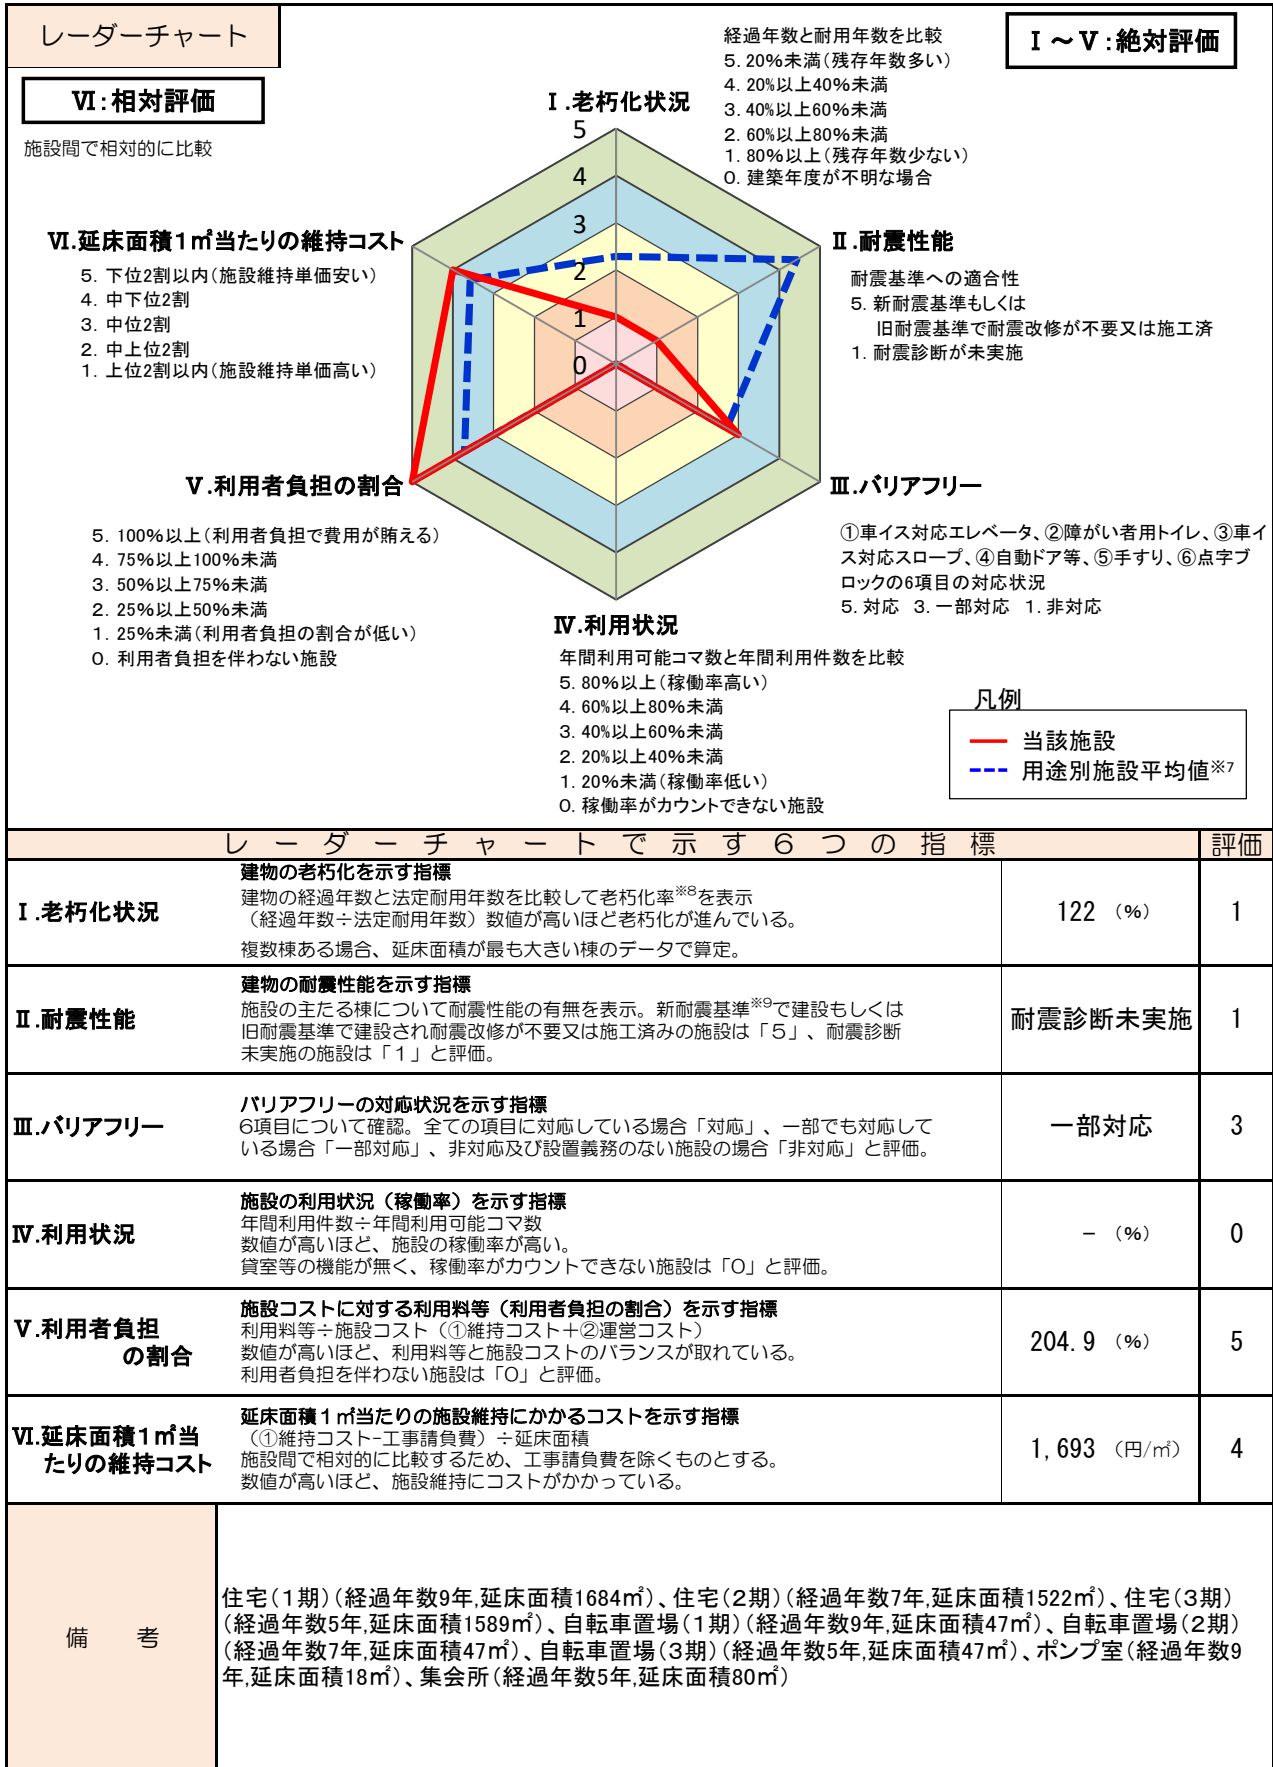 レーダーチャート
Ⅵ：相対評価
施設間で相対的に比較
Ⅰ～Ⅴ：絶対評価
経過年数と耐用年数を比較
5. 20％未満（残存年数多い）
4. 20％以上40％未満
3. 40％以上60％未満
2. 60％以上80％未満
1. 80％以上（残存年数少ない）
0. 建築年度が不明な場合
Ⅰ.老朽化状況
5
4
3
2
1
0
Ⅱ.耐震性能
耐震基準への適合性
5. 新耐震基準もしくは
旧耐震基準で耐震改修が不要又は施工済
1. 耐震診断が未実施
Ⅵ.延床面積1㎡当たりの維持コスト
5. 下位2割以内（施設維持単価安い）
4. 中下位2割
3. 中位2割
2. 中上位2割
1. 上位2割以内（施設維持単価高い）
Ⅴ.利用者負担の割合
5. 100％以上（利用者負担で費用が賄える）
4. 75％以上100％未満
3. 50％以上75％未満
2. 25％以上50％未満
1. 25％未満（利用者負担の割合が低い）
0. 利用者負担を伴わない施設
Ⅲ.バリアフリー
①車イス対応エレベータ、②障がい者用トイレ、③車イ
ス対応スロープ、④自動ドア等、⑤手すり、⑥点字ブ
ロックの6項目の対応状況
5. 対応 3. 一部対応 1. 非対応
Ⅳ.利用状況
年間利用可能コマ数と年間利用件数を比較
5. 80％以上（稼働率高い）
4. 60％以上80％未満
3. 40％以上60％未満
2. 20％以上40％未満
1. 20％未満（稼働率低い）
0. 稼働率がカウントできない施設
凡例
当該施設
用途別施設平均値※7
レーダーチャートで示す6つの指標 評価
Ⅰ.老朽化状況
建物の老朽化を示す指標
建物の経過年数と法定耐用年数を比較して老朽化率※8を表示
（経過年数÷法定耐用年数）数値が高いほど老朽化が進んでいる。
複数棟ある場合、延床面積が最も大きい棟のデータで算定。
122 （%） 1
Ⅱ.耐震性能
建物の耐震性能を示す指標
施設の主たる棟について耐震性能の有無を表示。新耐震基準※9で建設もしくは
旧耐震基準で建設され耐震改修が不要又は施工済みの施設は「5」、耐震診断
未実施の施設は「1」と評価。
耐震診断未実施 1
Ⅲ.バリアフリー
バリアフリーの対応状況を示す指標
6項目について確認。全ての項目に対応している場合「対応」、一部でも対応して
いる場合「一部対応」、非対応及び設置義務のない施設の場合「非対応」と評価。
一部対応 3
Ⅳ.利用状況
施設の利用状況（稼働率）を示す指標
年間利用件数÷年間利用可能コマ数
数値が高いほど、施設の稼働率が高い。
貸室等の機能が無く、稼働率がカウントできない施設は「0」と評価。
－ （%） 0
Ⅴ.利用者負担
の割合
施設コストに対する利用料等（利用者負担の割合）を示す指標
利用料等÷施設コスト（①維持コスト＋②運営コスト）
数値が高いほど、利用料等と施設コストのバランスが取れている。
利用者負担を伴わない施設は「0」と評価。
204.9 （%） 5
Ⅵ.延床面積1㎡当
たりの維持コスト
延床面積1㎡当たりの施設維持にかかるコストを示す指標
（①維持コスト-工事請負費）÷延床面積
施設間で相対的に比較するため、工事請負費を除くものとする。
数値が高いほど、施設維持にコストがかかっている。
1,693 （円/㎡） 4
備 考
住宅（1期）（経過年数9年,延床面積1684㎡）、住宅（2期）（経過年数7年,延床面積1522㎡）、住宅（3期）
（経過年数5年,延床面積1589㎡）、自転車置場（1期）（経過年数9年,延床面積47㎡）、自転車置場（2期）
（経過年数7年,延床面積47㎡）、自転車置場（3期）（経過年数5年,延床面積47㎡）、ポンプ室（経過年数9
年,延床面積18㎡）、集会所（経過年数5年,延床面積80㎡）